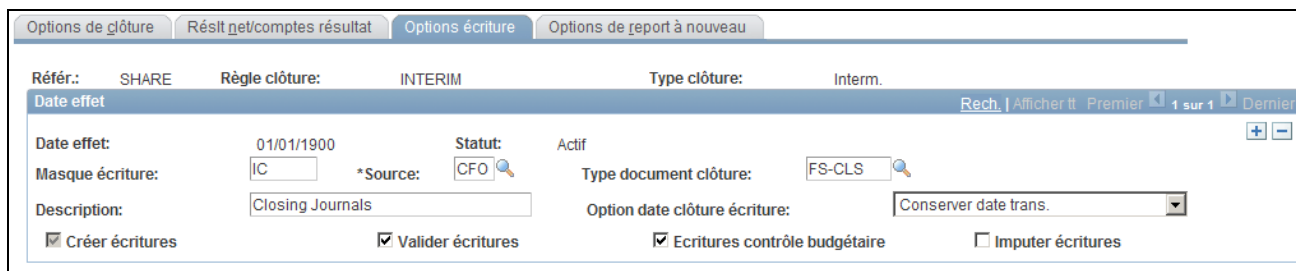 Options de clôture Réslt net/comptes résultat Options écriture Options de report à nouveau
Référ.: SHARE Règle clôture: INTERIM Type clôture: Interm.
Date effet Rech. | Afficher tt Premier 1 sur 1 Dernier
Date effet: 01/01/1900 Statut: Actif
Masque écriture: IC *Source: CFO Type document clôture: FS-CLS
Description: Closing Journals Option date clôture écriture: Conserver date trans.
Créer écritures Valider écritures Ecritures contrôle budgétaire Imputer écritures